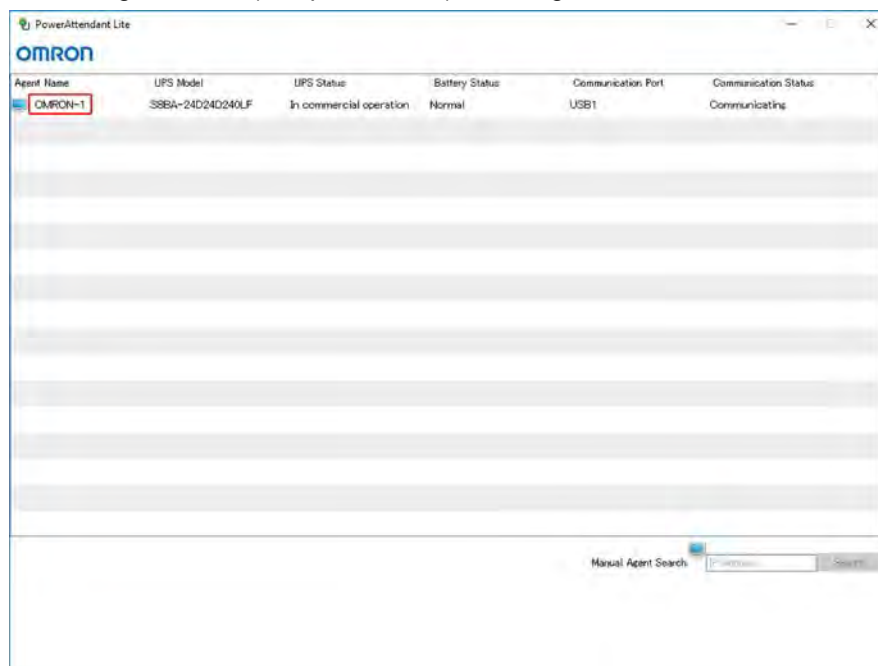 PowerAttendant Lite
OMRON
Agent Name UPS Model UPS Status Battery Status Communication Port Communication Status
OMRON-1 S8BA-24D24D240LF In commercial operation Normal USB1 Communicating
Manual Agent Search